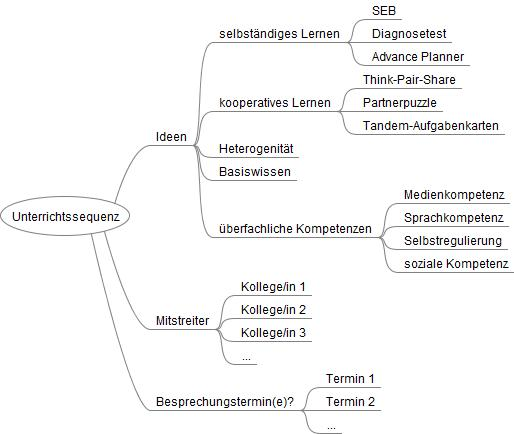 Unterrichtssequenz
Ideen
selbständiges Lernen
SEB
Diagnosetest
Advance Planner
kooperatives Lernen
Think-Pair-Share
Partnerpuzzle
Tandem-Aufgabenkarten
Heterogenität
Basiswissen
überfachliche Kompetenzen
Medienkompetenz
Sprachkompetenz
Selbstregulierung
soziale Kompetenz
Mitstreiter
Kollege/in 1
Kollege/in 2
Kollege/in 3
...
Besprechungstermin(e)?
Termin 1
Termin 2
...